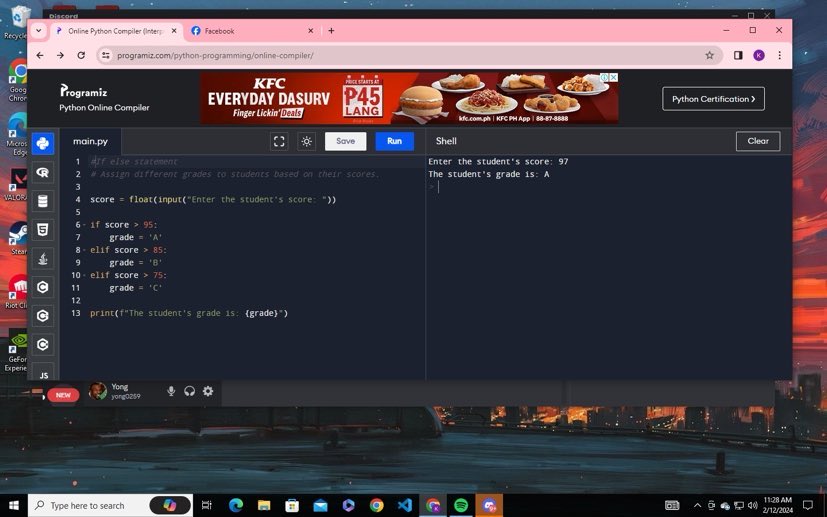 Discord
Online Python Compiler (Interp
Facebook
programiz.com/python-programming/online-compiler/
K
Programiz
Python Online Compiler
KFC
EVERYDAY DASURV
Finger Lickin' Deals
PRICE STARTS AT
P45
LANG
kfc.com.ph | KFC PH App | 88-87-8888
Python Certification
main.py
Save
Run
Shell
Clear
1 #If else statement
2 # Assign different grades to students based on their scores.
3
4 score = float(input("Enter the student's score: "))
5
6 if score > 95:
7 grade = 'A'
8 elif score > 85:
9 grade = 'B'
10 elif score > 75:
11 grade = 'C'
12
13 print(f"The student's grade is: {grade}")
Enter the student's score: 97
The student's grade is: A
>
JS
Recycle
Google
Chrom
Micros
Edg
VALORA
Stear
Riot Clie
GeFor
Experie
NEW
Yong
yong0259
Type here to search
11:28 AM
2/12/2024